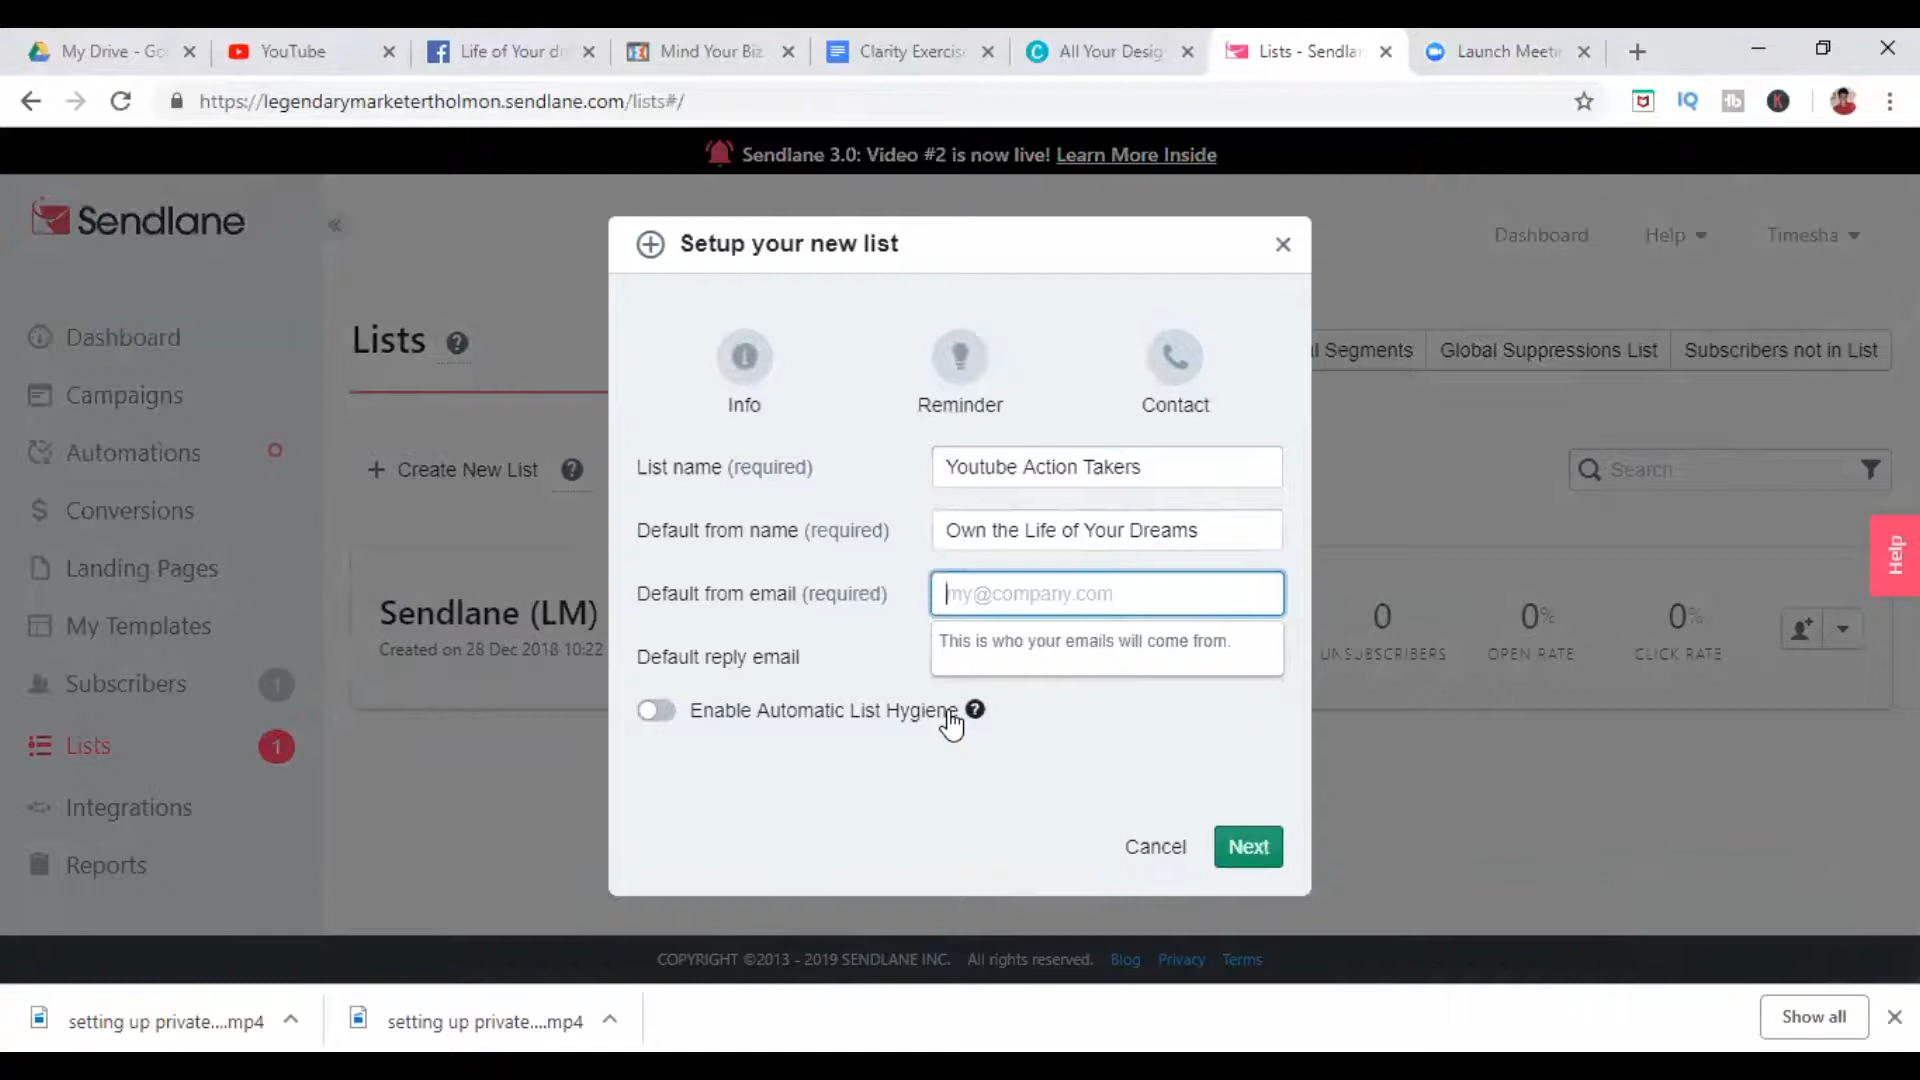 My Drive - Go
YouTube
Life of Your d
Mind Your Biz
Clarity Exercis
All Your Desig
Lists - Sendlan
Launch Meeti
https://legendarymarketertholmon.sendlane.com/lists#/
IQ
tb
K
Sendlane 3.0: Video #2 is now live! Learn More Inside
Sendlane
Dashboard
Help
Timesha
Setup your new list
Dashboard
Campaigns
Automations
Conversions
Landing Pages
My Templates
Subscribers 1
Lists 1
Integrations
Reports
Lists ?
l Segments
Global Suppressions List
Subscribers not in List
+ Create New List ?
Search
Info
Reminder
Contact
List name (required)
Youtube Action Takers
Default from name (required)
Own the Life of Your Dreams
Default from email (required)
my@company.com
This is who your emails will come from.
Default reply email
Enable Automatic List Hygiene ?
Cancel
Next
Sendlane (LM)
Created on 28 Dec 2018 10:22
0
UNSUBSCRIBERS
0%
OPEN RATE
0%
CLICK RATE
Help
COPYRIGHT ©2013 - 2019 SENDLANE INC. All rights reserved. Blog Privacy Terms
setting up private....mp4
setting up private....mp4
Show all